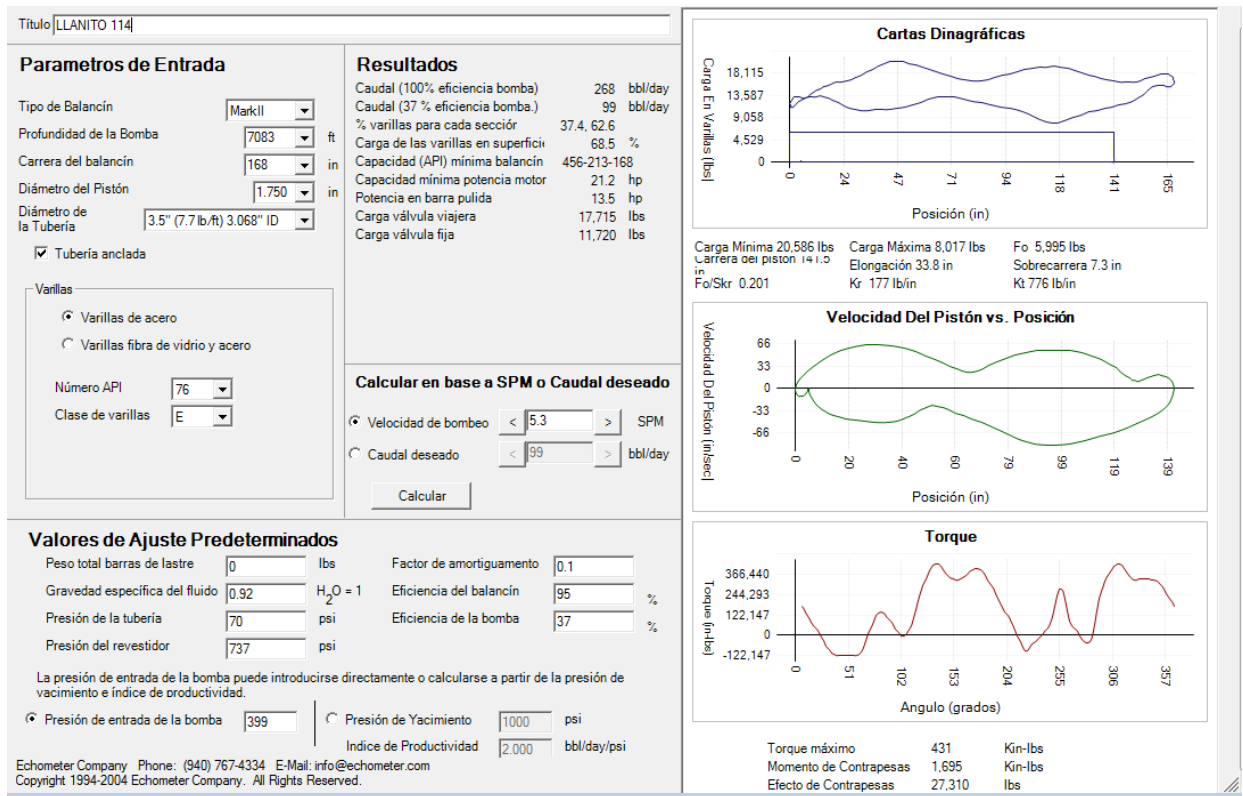 Título LLANITO 114
Parametros de Entrada
Tipo de Balancín MarkII
Profundidad de la Bomba 7083 ft
Carrera del balancín 168 in
Diámetro del Pistón 1.750 in
Diámetro de
la Tubería 3.5" (7.7 lb/ft) 3.068" ID
Tubería anclada
Varillas
Varillas de acero
Varillas fibra de vidrio y acero
Número API 76
Clase de varillas E
Resultados
Caudal (100% eficiencia bomba) 268 bbl/day
Caudal (37 % eficiencia bomba.) 99 bbl/day
% varillas para cada secciór 37.4, 62.6
Carga de las varillas en superficie 68.5 %
Capacidad (API) mínima balancín 456-213-168
Capacidad mínima potencia motor 21.2 hp
Potencia en barra pulida 13.5 hp
Carga válvula viajera 17,715 lbs
Carga válvula fija 11,720 lbs
Calcular en base a SPM o Caudal deseado
Velocidad de bombeo < 5.3 > SPM
Caudal deseado < 99 > bbl/day
Calcular
Valores de Ajuste Predeterminados
Peso total barras de lastre 0 lbs Factor de amortiguamento 0.1
Gravedad específica del fluido 0.92 H2O = 1 Eficiencia del balancín 95 %
Presión de la tubería 70 psi Eficiencia de la bomba 37 %
Presión del revestidor 737 psi
La presión de entrada de la bomba puede introducirse directamente o calcularse a partir de la presión de
yacimiento e índice de productividad.
Presión de entrada de la bomba 399 Presión de Yacimiento 1000 psi
Indice de Productividad 2.000 bbl/day/psi
Echometer Company Phone: (940) 767-4334 E-Mail: info@echometer.com
Copyright 1994-2004 Echometer Company. All Rights Reserved.
Cartas Dinagráficas
Carga En Varillas (lbs)
18,115
13,587
9,058
4,529
0
0 24 47 71 94 118 141 165
Posición (in)
Carga Mínima 20,586 lbs Carga Máxima 8,017 lbs Fo 5,995 lbs
Carrera del pistón 141.5 in Elongación 33.8 in Sobrecarrera 7.3 in
Fo/Skr 0.201 Kr 177 lb/in Kt 776 lb/in
Velocidad Del Pistón vs. Posición
Velocidad Del Pistón (in/sec)
66
33
0
-33
-66
0 20 40 60 79 99 119 139
Posición (in)
Torque
Torque (in-lbs)
366,440
244,293
122,147
0
-122,147
0 51 102 153 204 255 306 357
Angulo (grados)
Torque máximo 431 Kin-lbs
Momento de Contrapesas 1,695 Kin-lbs
Efecto de Contrapesas 27,310 lbs